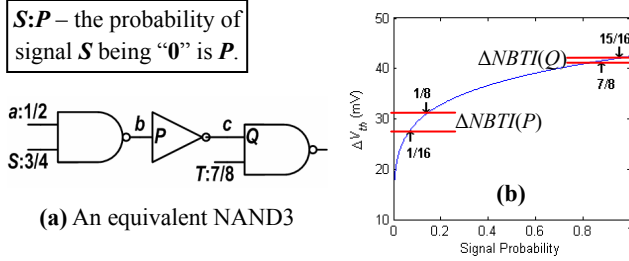 S:P – the probability of
signal S being “0” is P.
a:1/2
S:3/4
b
P
c
Q
T:7/8
(a) An equivalent NAND3
50
40
30
20
10
ΔVth (mV)
0
0.2
0.4
0.6
0.8
1
Signal Probability
15/16
ΔNBTI(Q)
7/8
1/8
ΔNBTI(P)
1/16
(b)